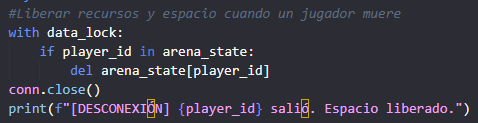 #Liberar recursos y espacio cuando un jugador muere
with data_lock:
    if player_id in arena_state:
        del arena_state[player_id]
conn.close()
print(f"[DESCONEXIÓN] {player_id} salió. Espacio liberado.")